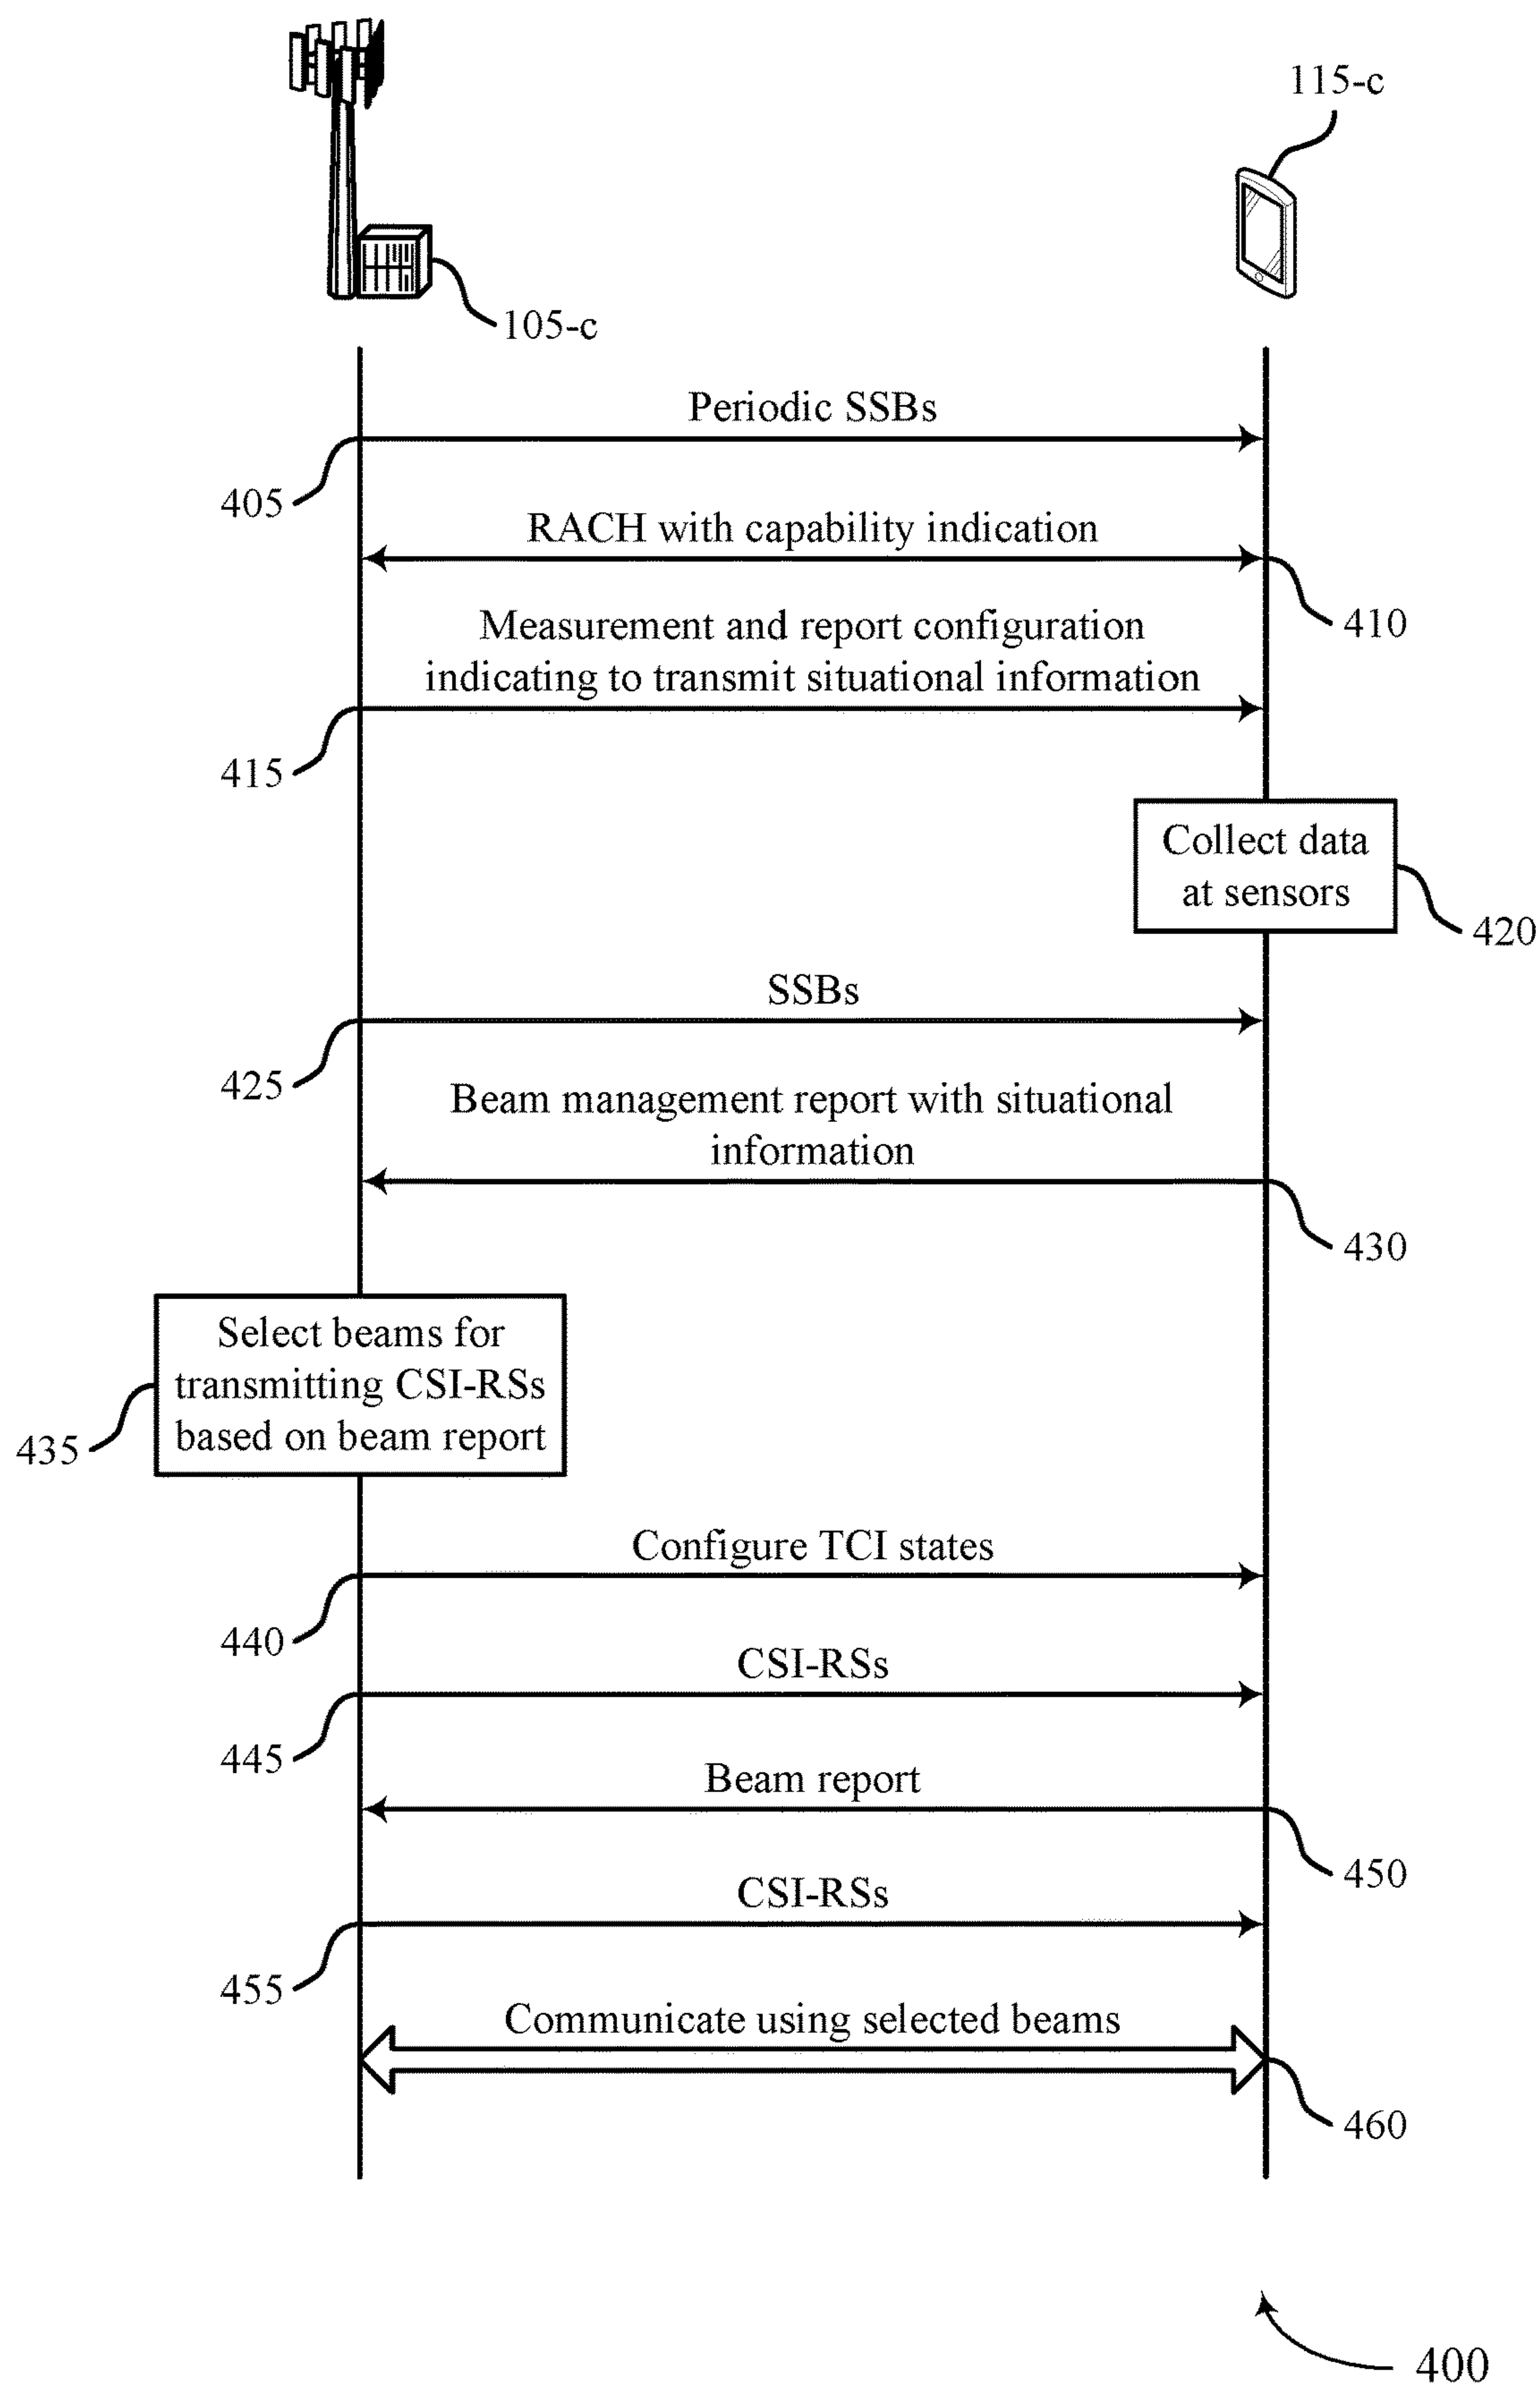 115-c
105-c
Periodic SSBs
405
RACH with capability indication
410
Measurement and report configuration
indicating to transmit situational information
415
Collect data
at sensors
420
SSBs
425
Beam management report with situational
information
430
Select beams for
transmitting CSI-RSs
based on beam report
435
Configure TCI states
440
CSI-RSs
445
Beam report
450
CSI-RSs
455
Communicate using selected beams
460
400